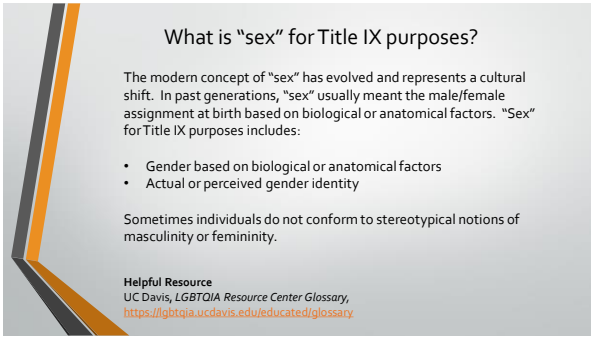 What is “sex” for Title IX purposes?
The modern concept of “sex” has evolved and represents a cultural
shift.  In past generations, “sex” usually meant the male/female
assignment at birth based on biological or anatomical factors.  “Sex”
for Title IX purposes includes:
• Gender based on biological or anatomical factors
• Actual or perceived gender identity
Sometimes individuals do not conform to stereotypical notions of
masculinity or femininity.
Helpful Resource
UC Davis, LGBTQIA Resource Center Glossary,
https://lgbtqia.ucdavis.edu/educated/glossary